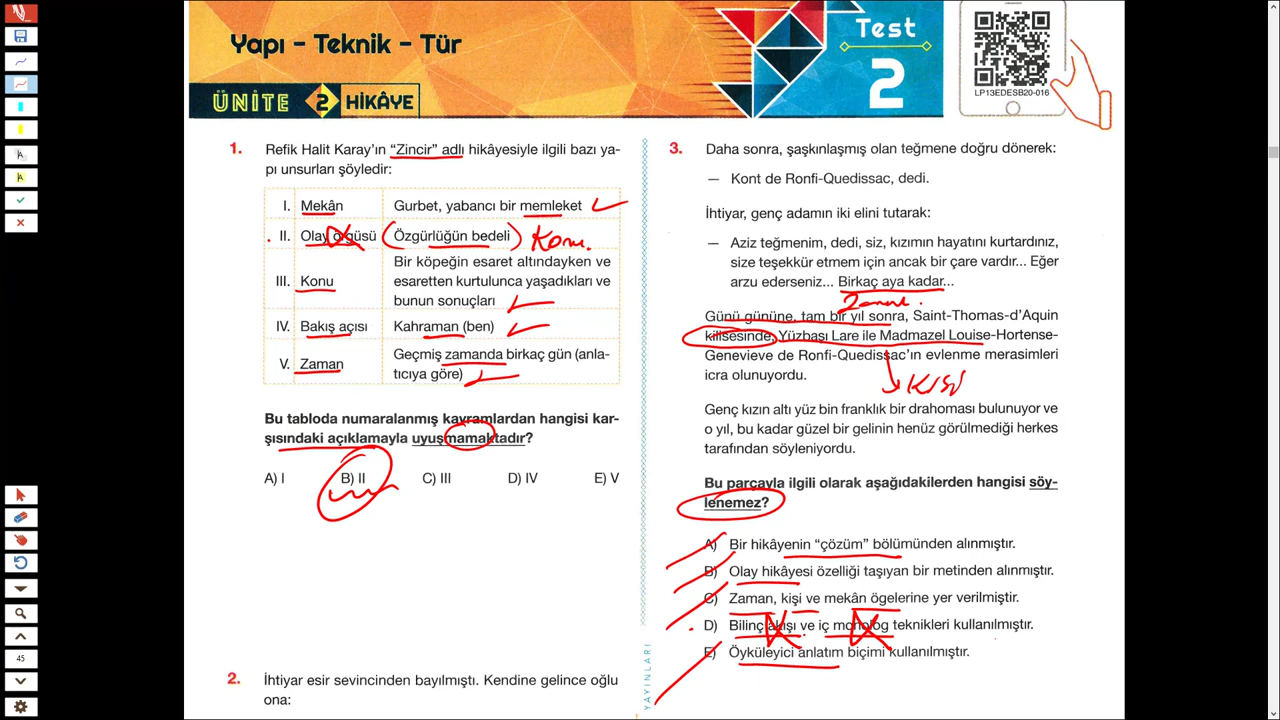 Yapı – Teknik – Tür
ÜNİTE 2 HİKÂYE
Test
2
LP13EDESB20-016
1. Refik Halit Karay'ın "Zincir" adlı hikâyesiyle ilgili bazı ya-
pı unsurları şöyledir:
I. Mekân Gurbet, yabancı bir memleket
II. Olay örgüsü Özgürlüğün bedeli Konu.
III. Konu Bir köpeğin esaret altındayken ve
esaretten kurtulunca yaşadıkları ve
bunun sonuçları
IV. Bakış açısı Kahraman (ben)
V. Zaman Geçmiş zamanda birkaç gün (anla-
tıcıya göre)
Bu tabloda numaralanmış kavramlardan hangisi kar-
şısındaki açıklamayla uyuşmamaktadır?
A) I B) II C) III D) IV E) V
2. İhtiyar esir sevincinden bayılmıştı. Kendine gelince oğlu
ona:
3. Daha sonra, şaşkınlaşmış olan teğmene doğru dönerek:
— Kont de Ronfi-Quedissac, dedi.
İhtiyar, genç adamın iki elini tutarak:
— Aziz teğmenim, dedi, siz, kızımın hayatını kurtardınız,
size teşekkür etmem için ancak bir çare vardır... Eğer
arzu ederseniz... Birkaç aya kadar...
Zaman.
Günü gününe, tam bir yıl sonra, Saint-Thomas-d'Aquin
kilisesinde, Yüzbaşı Lare ile Madmazel Louise-Hortense-
Genevieve de Ronfi-Quedissac'ın evlenme merasimleri
icra olunuyordu.
Kişi
Genç kızın altı yüz bin franklık bir drahoması bulunuyor ve
o yıl, bu kadar güzel bir gelinin henüz görülmediği herkes
tarafından söyleniyordu.
Bu parçayla ilgili olarak aşağıdakilerden hangisi söy-
lenemez?
A) Bir hikâyenin "çözüm" bölümünden alınmıştır.
B) Olay hikâyesi özelliği taşıyan bir metinden alınmıştır.
C) Zaman, kişi ve mekân ögelerine yer verilmiştir.
D) Bilinç akışı ve iç monolog teknikleri kullanılmıştır.
E) Öyküleyici anlatım biçimi kullanılmıştır.
YAYINLARI
45